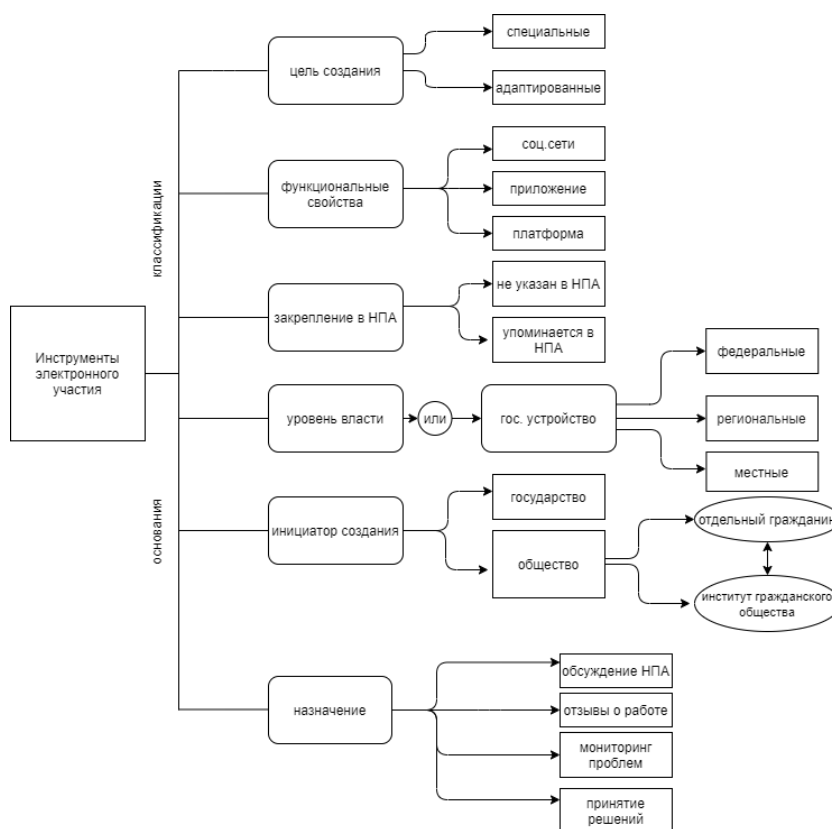 специальные
цель создания
адаптированные
соц.сети
функциональные
свойства
приложение
платформа
классификации
не указан в НПА
закрепление в НПА
упоминается в
НПА
Инструменты
электронного
участия
федеральные
уровень власти
или
гос. устройство
региональные
местные
основания
государство
инициатор создания
общество
отдельный гражданин
институт гражданского
общества
назначение
обсуждение НПА
отзывы о работе
мониторинг
проблем
принятие
решений